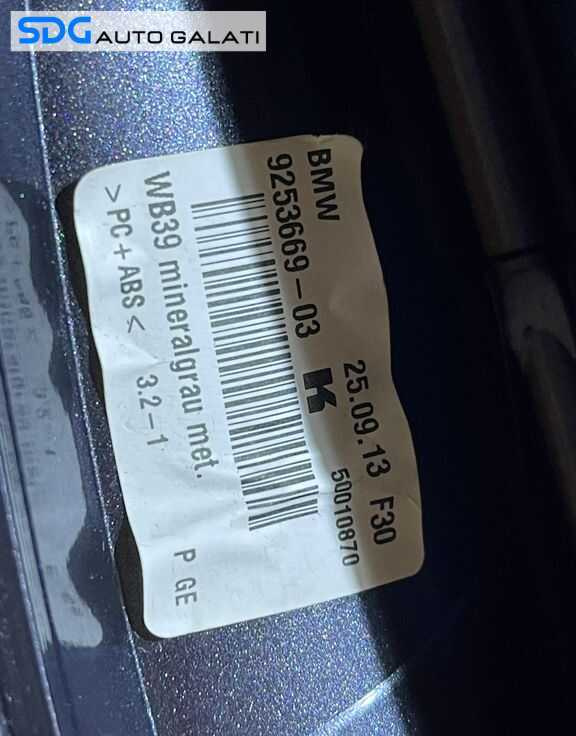 SDG AUTO GALATI
BMW 25.09.13 F30
9253669-03 50010870
WB39 mineralgrau met.
>PC+ABS< 3.2-1 P GE